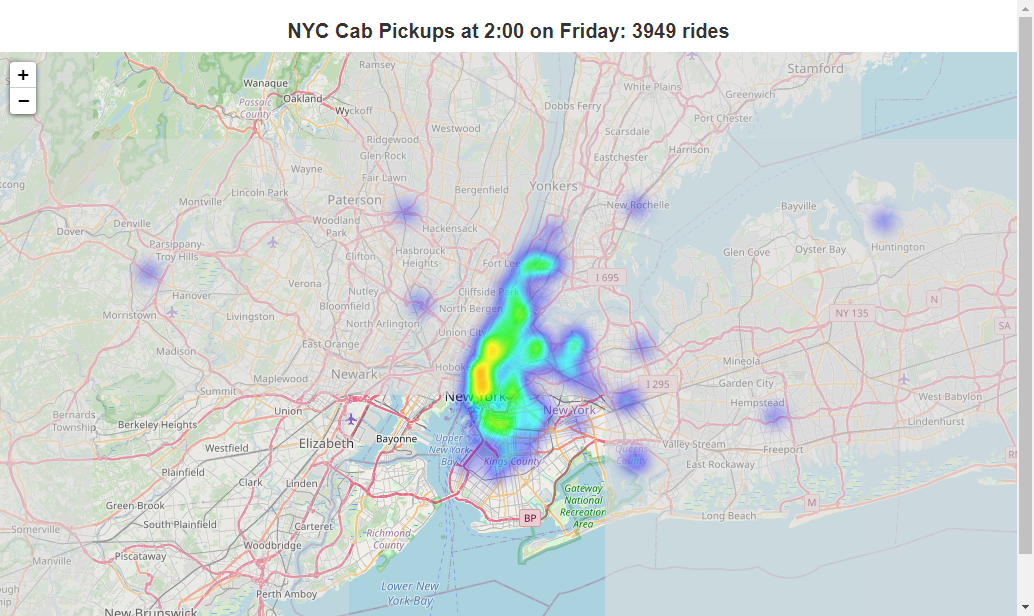 NYC Cab Pickups at 2:00 on Friday: 3949 rides
+
−
Ramsey
Stamford
Wanaque
Oakland
Wyckoff
White Plains
Greenwich
Passaic
County
Dobbs Ferry
Port Chester
Westwood
Scarsdale
Ridgewood
Glen Rock
Harrison
Eastchester
Wayne
Fair Lawn
Bergenfield
Yonkers
Lincoln Park
Paterson
Montville
New Rochelle
Bayville
Denville
Woodland
Park
Dover
Hackensack
Parsippany-
Troy Hills
Clifton
Hasbrouck
Heights
Fort Lee
Glen Cove
Oyster Bay
Huntington
I 695
Verona
Nutley
Cliffside Park
Hanover
Bloomfield
North Bergen
N
Morristown
Livingston
North Arlington
NY 135
SA
East Orange
Union City
Madison
Mineola
Hoboken
Newark
Maplewood
I 295
Garden City
Summit
New York
West Babylon
Bernards
Township
Union
New York
Hempstead
Berkeley Heights
Lindenhurst
Elizabeth
Bayonne
Upper
New York
Bay
Valley Stream
Freeport
Westfield
Queens
County
Kings County
East Rockaway
Plainfield
Clark
Linden
Gateway
National
Recreation
Area
Green Brook
M
BP
Long Beach
South Plainfield
Carteret
Somerville
Richmond
County
Woodbridge
Manville
Piscataway
Lower New
York Bay
Perth Amboy
New Brunswick